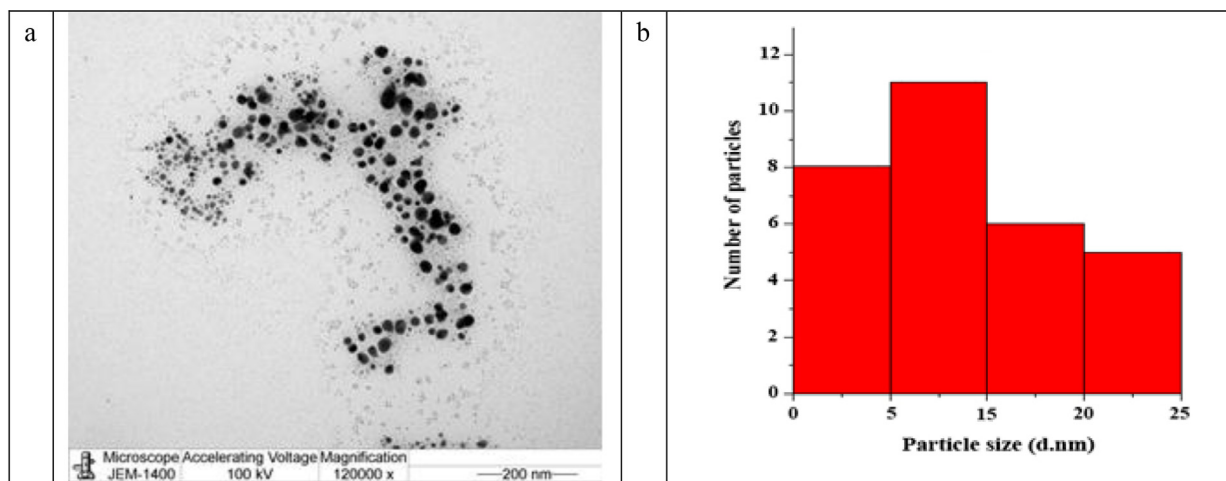 a
Microscope Accelerating Voltage Magnification
JEM-1400 100 kV 120000 x 200 nm
b
12
10
8
6
4
2
0
0 5 15 20 25
Number of particles
Particle size (d.nm)